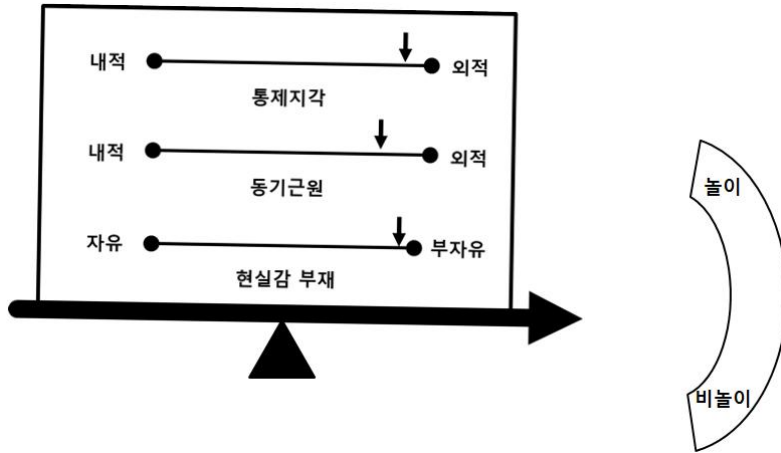 내적 외적
통제지각
내적 외적
동기근원
자유 부자유
현실감 부재
놀이
비놀이